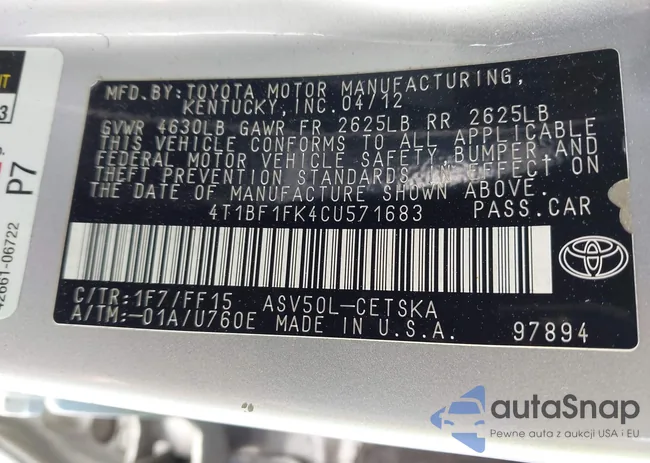 MFD.BY:TOYOTA MOTOR MANUFACTURING,
KENTUCKY, INC.04/12
GVWR 4630LB GAWR FR 2625LB RR 2625LB
THIS VEHICLE CONFORMS TO ALL APPLICABLE
FEDERAL MOTOR VEHICLE SAFETY,BUMPER AND
THEFT PREVENTION STANDARDS IN EFFECT ON
THE DATE OF MANUFACTURE SHOWN ABOVE.
4T1BF1FK4CU571683 PASS.CAR
C/TR:1F7/FF15 ASV50L-CETSKA
A/TM:-01A/U760E MADE IN U.S.A. 97894
P7
42661-06722
3
autaSnap
Pewne auta z aukcji USA i EU